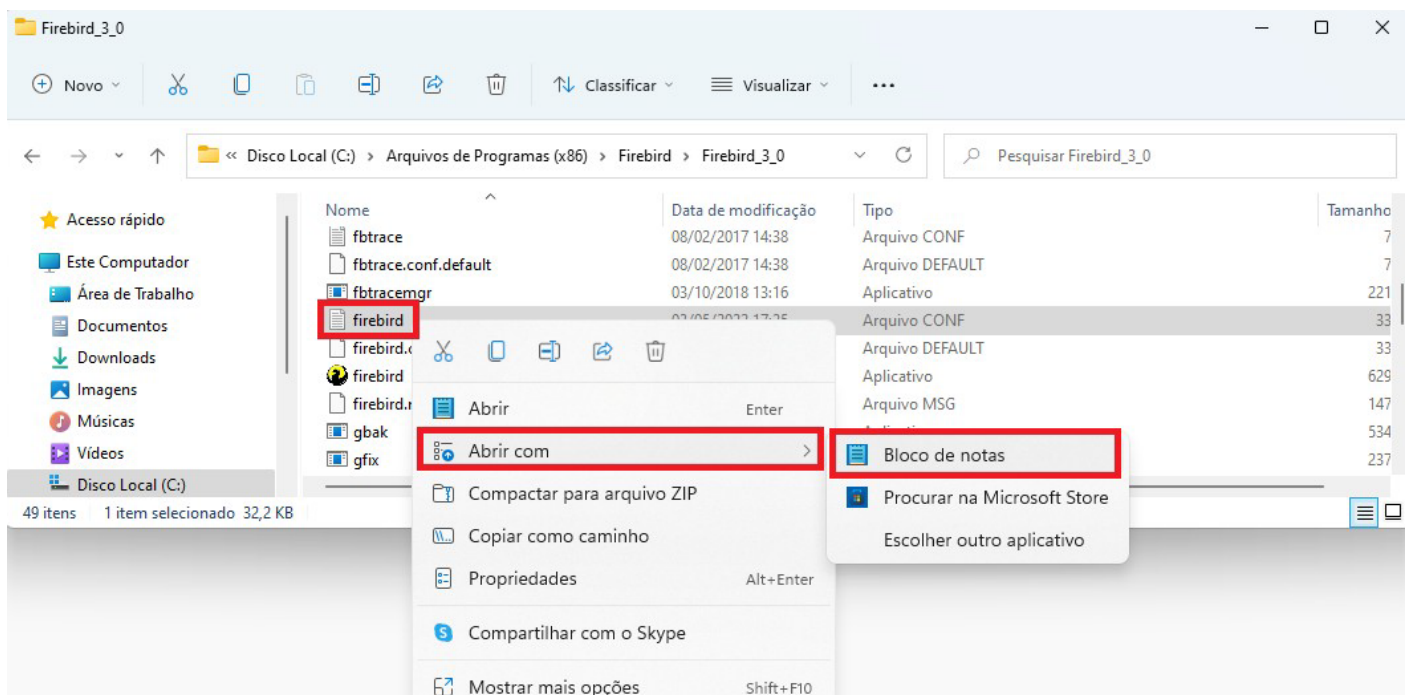 Firebird_3_0
Novo
Classificar
Visualizar
« Disco Local (C:) > Arquivos de Programas (x86) > Firebird > Firebird_3_0
Pesquisar Firebird_3_0
Acesso rápido
Este Computador
Área de Trabalho
Documentos
Downloads
Imagens
Músicas
Vídeos
Disco Local (C:)
Nome Data de modificação Tipo Tamanho
fbtrace 08/02/2017 14:38 Arquivo CONF 7
fbtrace.conf.default 08/02/2017 14:38 Arquivo DEFAULT 7
fbtracemgr 03/10/2018 13:16 Aplicativo 221
firebird Arquivo CONF 33
firebird.c Arquivo DEFAULT 33
firebird Aplicativo 629
firebird.r Arquivo MSG 147
gbak 534
gfix 237
Abrir Enter
Abrir com >
Compactar para arquivo ZIP
Copiar como caminho
Propriedades Alt+Enter
Compartilhar com o Skype
Mostrar mais opções Shift+F10
Bloco de notas
Procurar na Microsoft Store
Escolher outro aplicativo
49 itens 1 item selecionado 32,2 KB